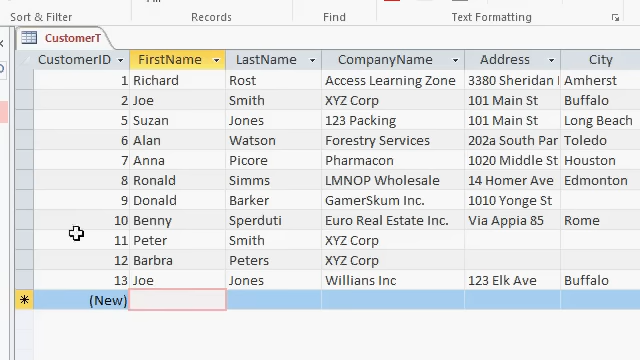 Sort & Filter Records Find Text Formatting
CustomerT
CustomerID FirstName LastName CompanyName Address City
1 Richard Rost Access Learning Zone 3380 Sheridan Amherst
2 Joe Smith XYZ Corp 101 Main St Buffalo
5 Suzan Jones 123 Packing 101 Main St Long Beach
6 Alan Watson Forestry Services 202a South Par Toledo
7 Anna Picore Pharmacon 1020 Middle St Houston
8 Ronald Simms LMNOP Wholesale 14 Homer Ave Edmonton
9 Donald Barker GamerSkum Inc. 1010 Yonge St
10 Benny Sperduti Euro Real Estate Inc. Via Appia 85 Rome
11 Peter Smith XYZ Corp
12 Barbra Peters XYZ Corp
13 Joe Jones Willians Inc 123 Elk Ave Buffalo
(New)